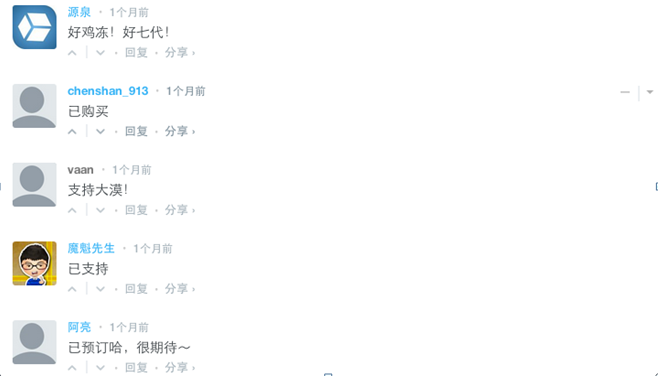 源泉 • 1个月前
好鸡冻！好七代！
• 回复 • 分享 ›
chenshan_913 • 1个月前
已购买
• 回复 • 分享 ›
vaan • 1个月前
支持大漠！
• 回复 • 分享 ›
魔魁先生 • 1个月前
已支持
• 回复 • 分享 ›
阿亮 • 1个月前
已预订哈，很期待～
• 回复 • 分享 ›